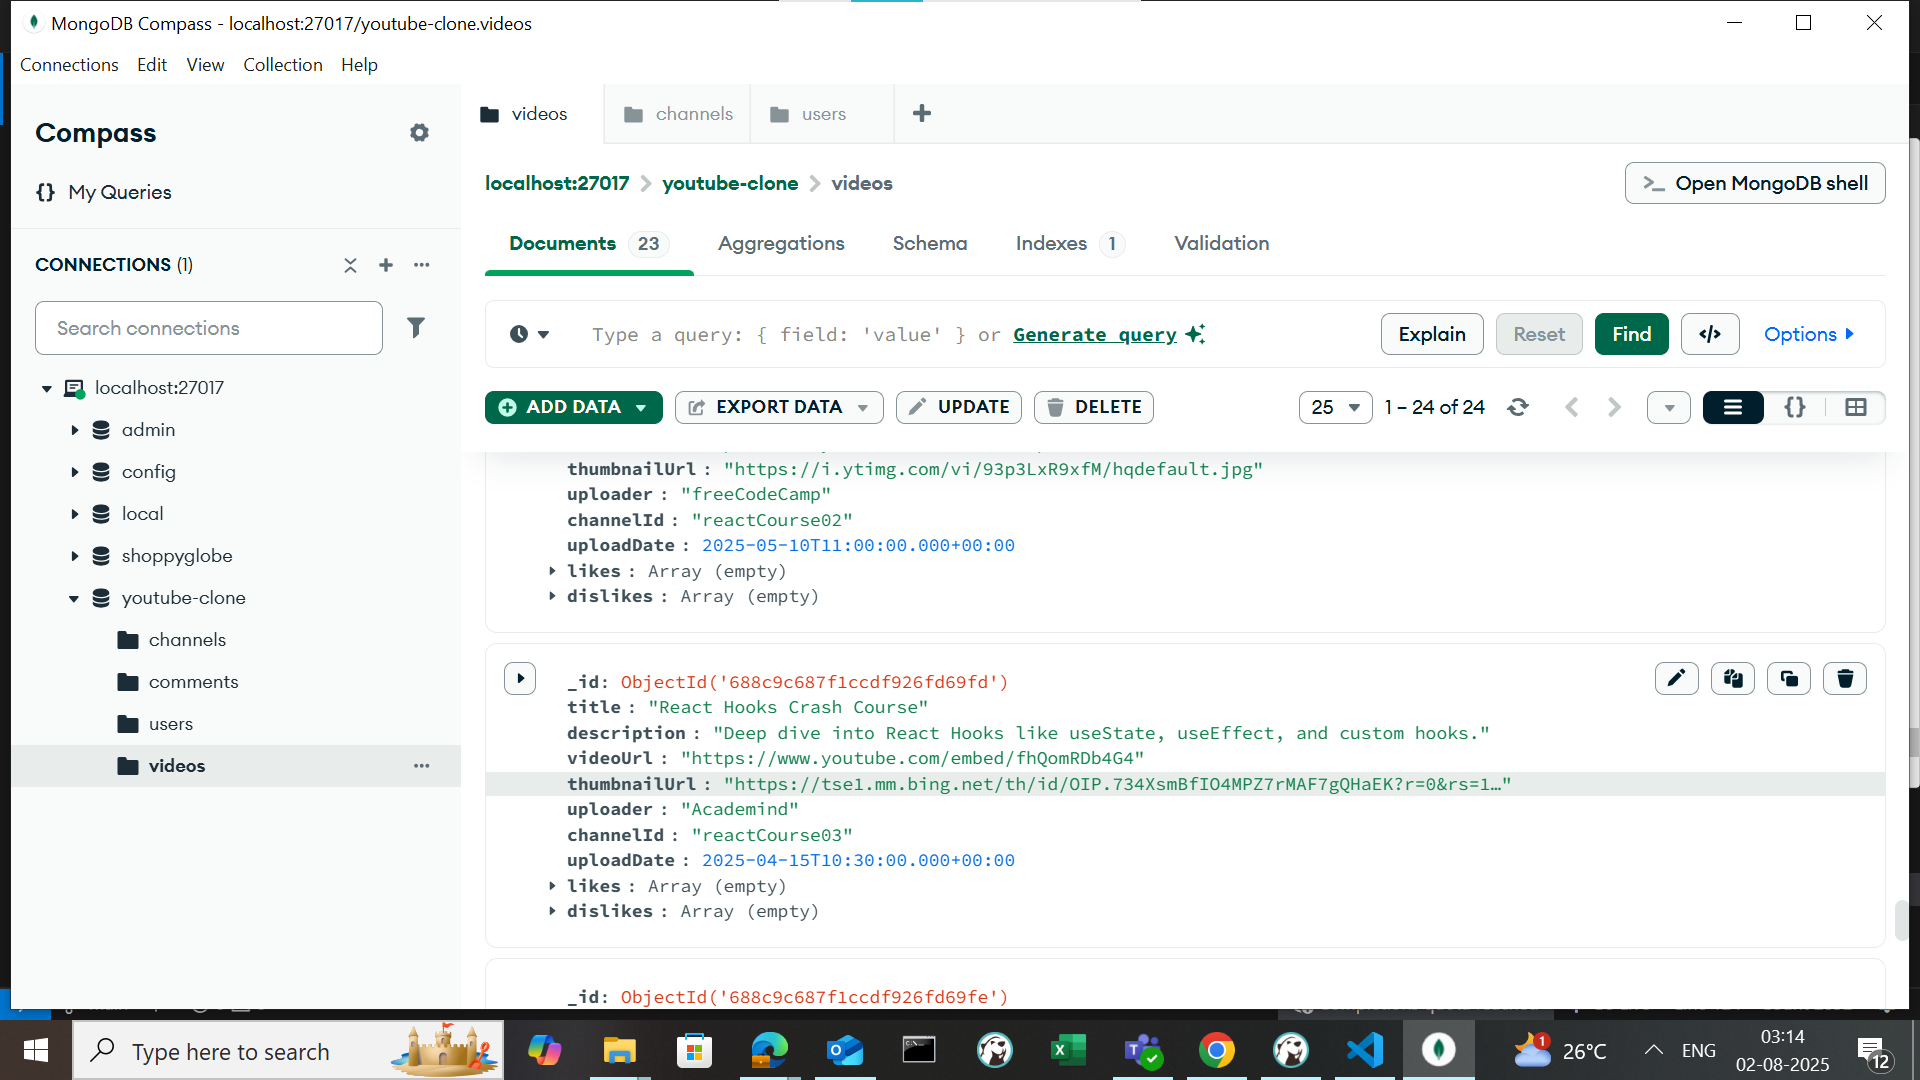 MongoDB Compass - localhost:27017/youtube-clone.videos
Connections Edit View Collection Help
Compass
{} My Queries
CONNECTIONS (1)
Search connections
localhost:27017
admin
config
local
shoppyglobe
youtube-clone
channels
comments
users
videos
videos channels users
localhost:27017 > youtube-clone > videos
>_ Open MongoDB shell
Documents 23 Aggregations Schema Indexes 1 Validation
Type a query: { field: 'value' } or Generate query
Explain Reset Find </> Options
ADD DATA EXPORT DATA UPDATE DELETE
25 1 – 24 of 24 {}
thumbnailUrl : "https://i.ytimg.com/vi/93p3LxR9xfM/hqdefault.jpg"
uploader : "freeCodeCamp"
channelId : "reactCourse02"
uploadDate : 2025-05-10T11:00:00.000+00:00
likes : Array (empty)
dislikes : Array (empty)
_id: ObjectId('688c9c687f1ccdf926fd69fd')
title : "React Hooks Crash Course"
description : "Deep dive into React Hooks like useState, useEffect, and custom hooks."
videoUrl : "https://www.youtube.com/embed/fhQomRDb4G4"
thumbnailUrl : "https://tse1.mm.bing.net/th/id/OIP.734XsmBfIO4MPZ7rMAF7gQHaEK?r=0&rs=1…"
uploader : "Academind"
channelId : "reactCourse03"
uploadDate : 2025-04-15T10:30:00.000+00:00
likes : Array (empty)
dislikes : Array (empty)
_id: ObjectId('688c9c687f1ccdf926fd69fe')
Type here to search
1 26°C ENG
03:14
02-08-2025
12